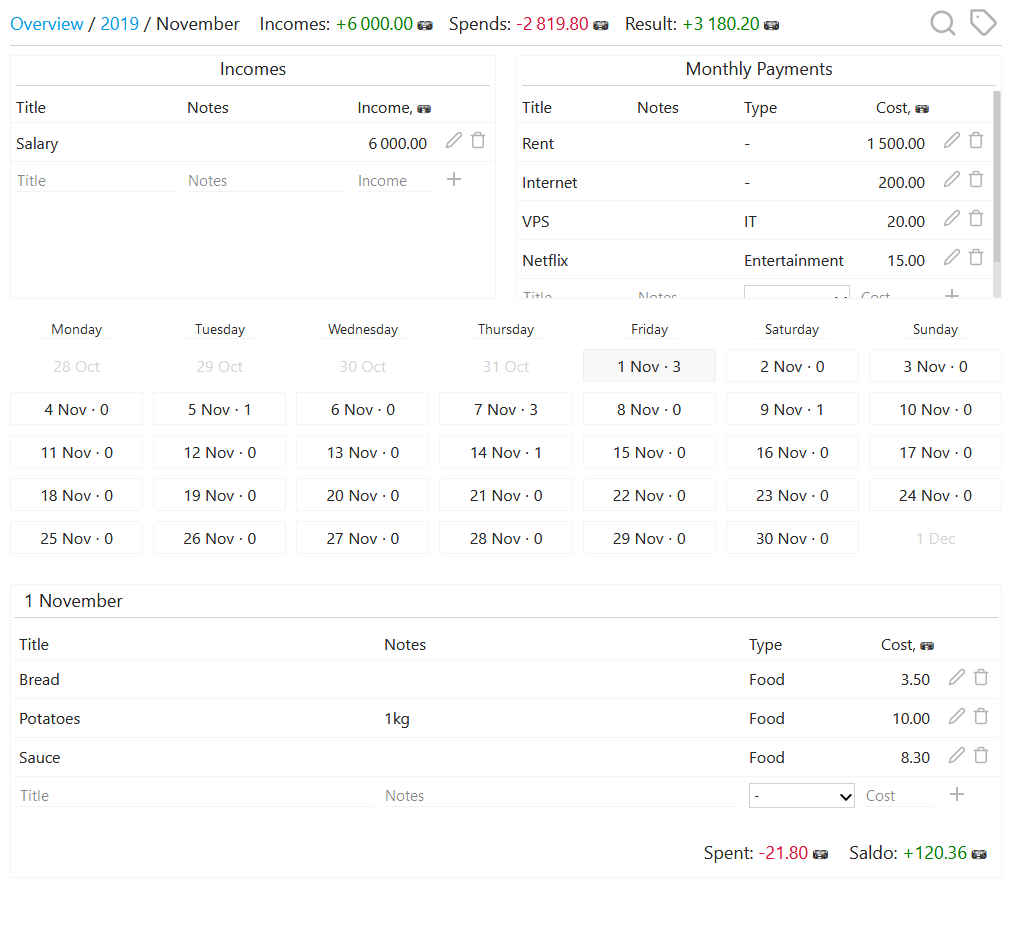 Overview / 2019 / November Incomes: +6 000.00 Spends: -2 819.80 Result: +3 180.20
Incomes
Title Notes Income,
Salary 6 000.00
Title Notes Income
Monthly Payments
Title Notes Type Cost,
Rent - 1 500.00
Internet - 200.00
VPS IT 20.00
Netflix Entertainment 15.00
Title Notes Cost
Monday Tuesday Wednesday Thursday Friday Saturday Sunday
28 Oct 29 Oct 30 Oct 31 Oct 1 Nov · 3 2 Nov · 0 3 Nov · 0
4 Nov · 0 5 Nov · 1 6 Nov · 0 7 Nov · 3 8 Nov · 0 9 Nov · 1 10 Nov · 0
11 Nov · 0 12 Nov · 0 13 Nov · 0 14 Nov · 1 15 Nov · 0 16 Nov · 0 17 Nov · 0
18 Nov · 0 19 Nov · 0 20 Nov · 0 21 Nov · 0 22 Nov · 0 23 Nov · 0 24 Nov · 0
25 Nov · 0 26 Nov · 0 27 Nov · 0 28 Nov · 0 29 Nov · 0 30 Nov · 0 1 Dec
1 November
Title Notes Type Cost,
Bread Food 3.50
Potatoes 1kg Food 10.00
Sauce Food 8.30
Title Notes - Cost
Spent: -21.80 Saldo: +120.36